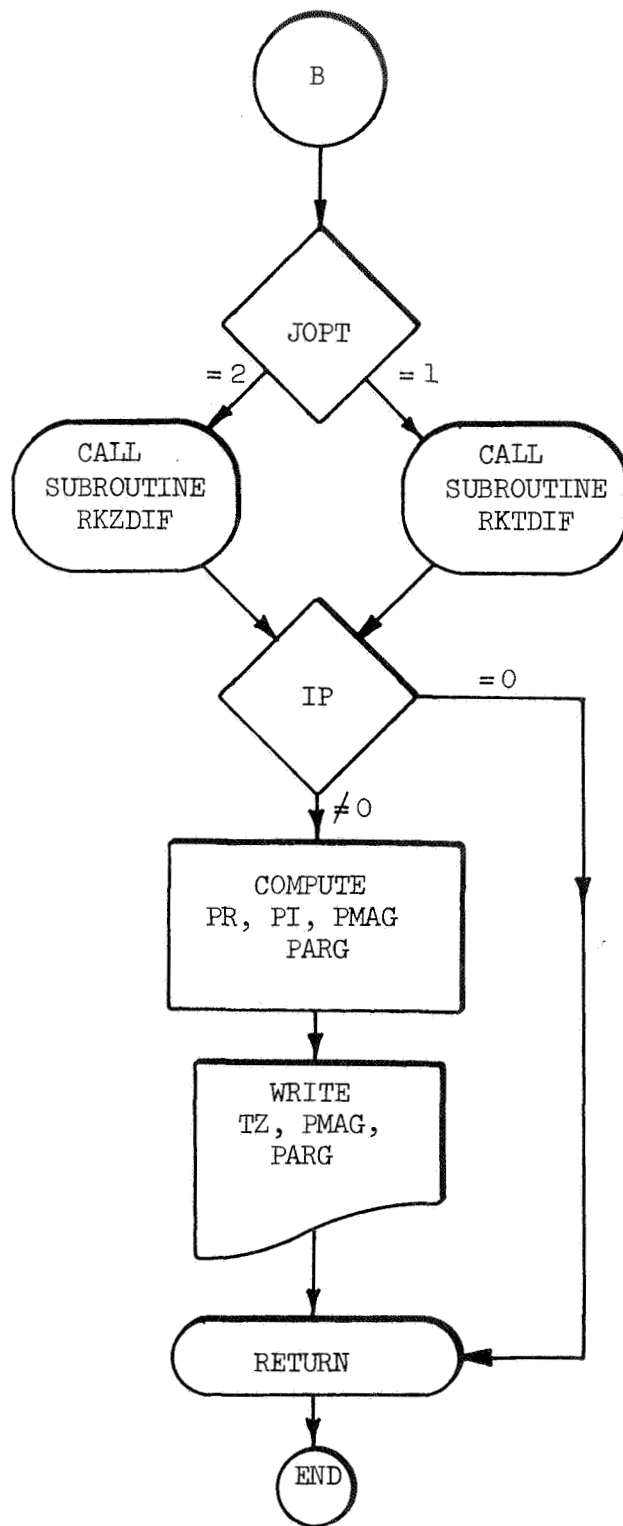 B
JOPT
=2
=1
CALL
SUBROUTINE
RKZDIF
CALL
SUBROUTINE
RKTDIF
IP
=0
≠0
COMPUTE
PR, PI, PMAG
PARG
WRITE
TZ, PMAG,
PARG
RETURN
END